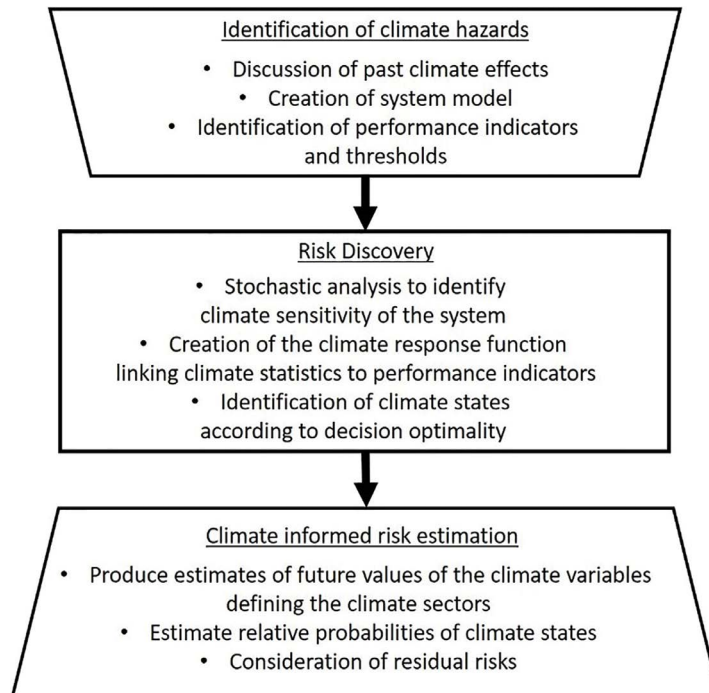 Identification of climate hazards
• Discussion of past climate effects
• Creation of system model
• Identification of performance indicators
and thresholds
Risk Discovery
• Stochastic analysis to identify
climate sensitivity of the system
• Creation of the climate response function
linking climate statistics to performance indicators
• Identification of climate states
according to decision optimality
Climate informed risk estimation
• Produce estimates of future values of the climate variables
defining the climate sectors
• Estimate relative probabilities of climate states
• Consideration of residual risks